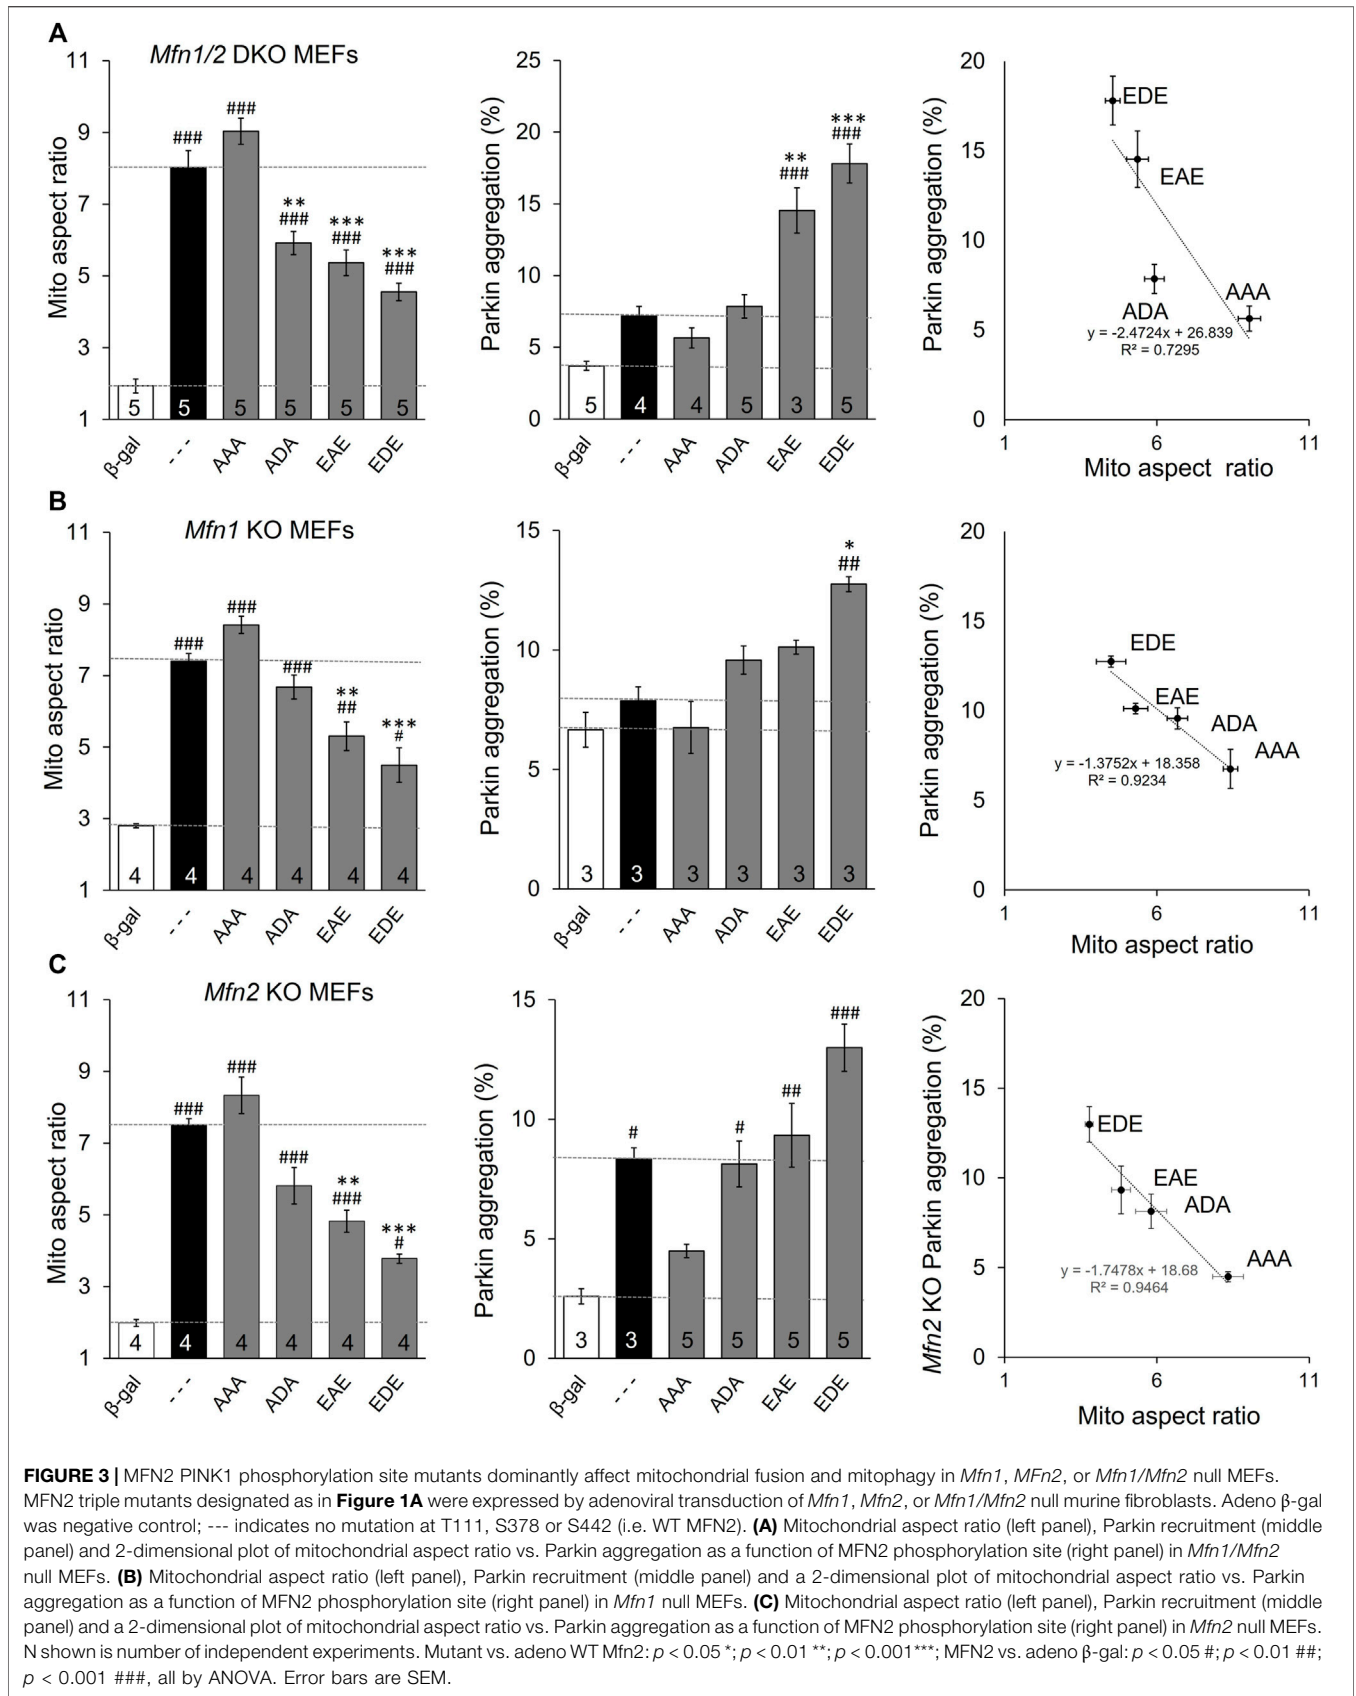 A
Mfn1/2 DKO MEFs
Mito aspect ratio
11
9
7
5
3
1
###
###
**
###
***
###
***
###
5 5 5 5 5 5
β-gal --- AAA ADA EAE EDE
Parkin aggregation (%)
25
20
15
10
5
0
**
###
***
###
5 4 4 5 3 5
β-gal --- AAA ADA EAE EDE
Parkin aggregation (%)
20
15
10
5
0
EDE
EAE
ADA
AAA
y = -2.4724x + 26.839
R² = 0.7295
1 6 11
Mito aspect ratio
B
Mfn1 KO MEFs
Mito aspect ratio
11
9
7
5
3
1
###
###
###
**
##
***
#
4 4 4 4 4 4
β-gal --- AAA ADA EAE EDE
Parkin aggregation (%)
15
10
5
0
*
##
3 3 3 3 3 3
β-gal --- AAA ADA EAE EDE
Parkin aggregation (%)
20
15
10
5
0
EDE
EAE
ADA
AAA
y = -1.3752x + 18.358
R² = 0.9234
1 6 11
Mito aspect ratio
C
Mfn2 KO MEFs
Mito aspect ratio
11
9
7
5
3
1
###
###
###
**
###
***
#
4 4 4 4 4 4
β-gal --- AAA ADA EAE EDE
Parkin aggregation (%)
15
10
5
0
#
#
##
###
3 3 5 5 5 5
β-gal --- AAA ADA EAE EDE
Mfn2 KO Parkin aggregation (%)
20
15
10
5
0
EDE
EAE
ADA
AAA
y = -1.7478x + 18.68
R² = 0.9464
1 6 11
Mito aspect ratio
FIGURE 3 | MFN2 PINK1 phosphorylation site mutants dominantly affect mitochondrial fusion and mitophagy in Mfn1, MFn2, or Mfn1/Mfn2 null MEFs.
MFN2 triple mutants designated as in Figure 1A were expressed by adenoviral transduction of Mfn1, Mfn2, or Mfn1/Mfn2 null murine fibroblasts. Adeno β-gal
was negative control; --- indicates no mutation at T111, S378 or S442 (i.e. WT MFN2). (A) Mitochondrial aspect ratio (left panel), Parkin recruitment (middle
panel) and 2-dimensional plot of mitochondrial aspect ratio vs. Parkin aggregation as a function of MFN2 phosphorylation site (right panel) in Mfn1/Mfn2
null MEFs. (B) Mitochondrial aspect ratio (left panel), Parkin recruitment (middle panel) and a 2-dimensional plot of mitochondrial aspect ratio vs. Parkin
aggregation as a function of MFN2 phosphorylation site (right panel) in Mfn1 null MEFs. (C) Mitochondrial aspect ratio (left panel), Parkin recruitment (middle
panel) and a 2-dimensional plot of mitochondrial aspect ratio vs. Parkin aggregation as a function of MFN2 phosphorylation site (right panel) in Mfn2 null MEFs.
N shown is number of independent experiments. Mutant vs. adeno WT Mfn2: p < 0.05 *; p < 0.01 **; p < 0.001***; MFN2 vs. adeno β-gal: p < 0.05 #; p < 0.01 ##;
p < 0.001 ###, all by ANOVA. Error bars are SEM.